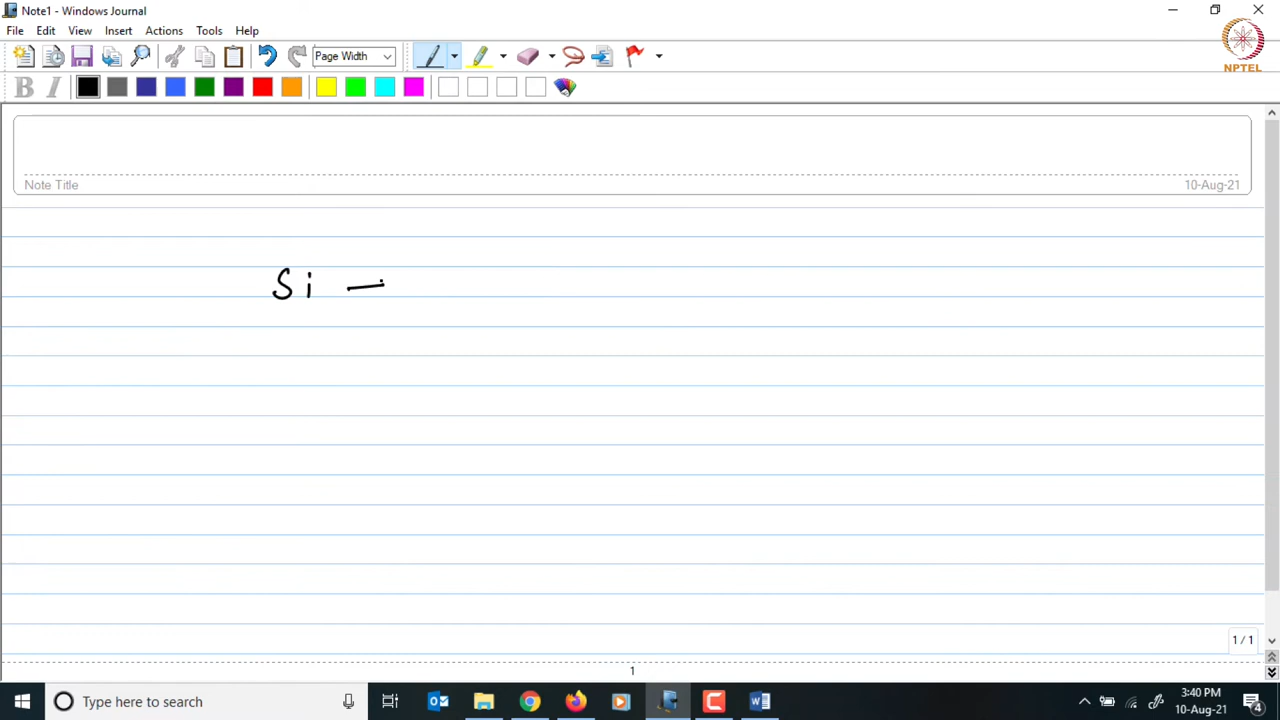 Note1 - Windows Journal
File Edit View Insert Actions Tools Help
Page Width
NPTEL
B I
Note Title
10-Aug-21
Si —
1 / 1
1
Type here to search
3:40 PM
10-Aug-21
4